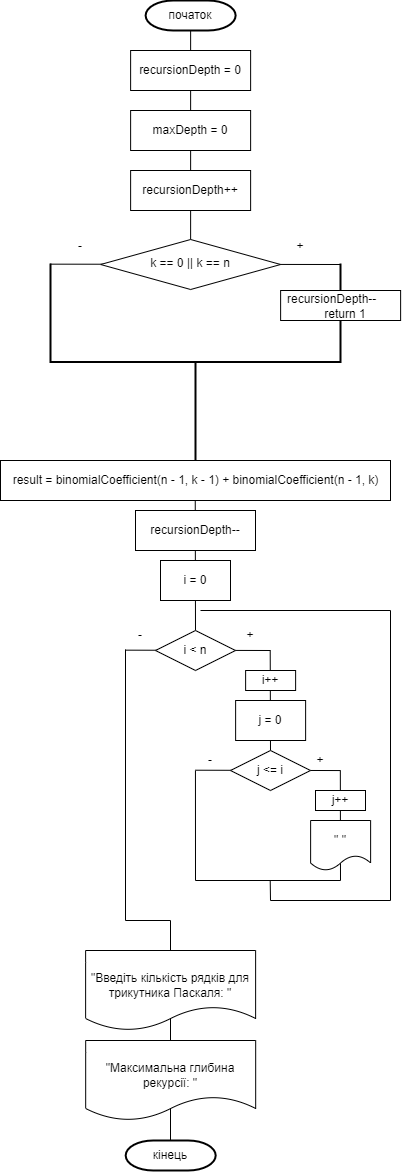 початок
recursionDepth = 0
maxDepth = 0
recursionDepth++
-
+
k == 0 || k == n
recursionDepth--
return 1
result = binomialCoefficient(n - 1, k - 1) + binomialCoefficient(n - 1, k)
recursionDepth--
i = 0
-
+
i < n
i++
j = 0
-
+
j <= i
j++
" "
"Введіть кількість рядків для
трикутника Паскаля: "
"Максимальна глибина
рекурсії: "
кінець